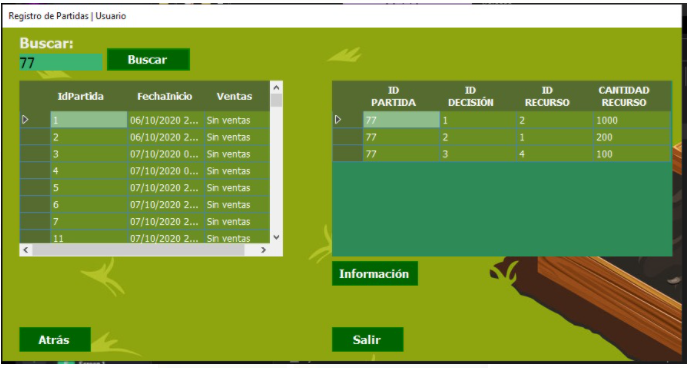 Registro de Partidas | Usuario
Buscar:
77
Buscar
IdPartida FechaInicio Ventas
1 06/10/2020 2... Sin ventas
2 06/10/2020 2... Sin ventas
3 07/10/2020 0... Sin ventas
4 07/10/2020 0... Sin ventas
5 07/10/2020 2... Sin ventas
6 07/10/2020 2... Sin ventas
7 07/10/2020 2... Sin ventas
11 07/10/2020 2... Sin ventas
ID PARTIDA ID DECISIÓN ID RECURSO CANTIDAD RECURSO
77 1 2 1000
77 2 1 200
77 3 4 100
Información
Atrás
Salir